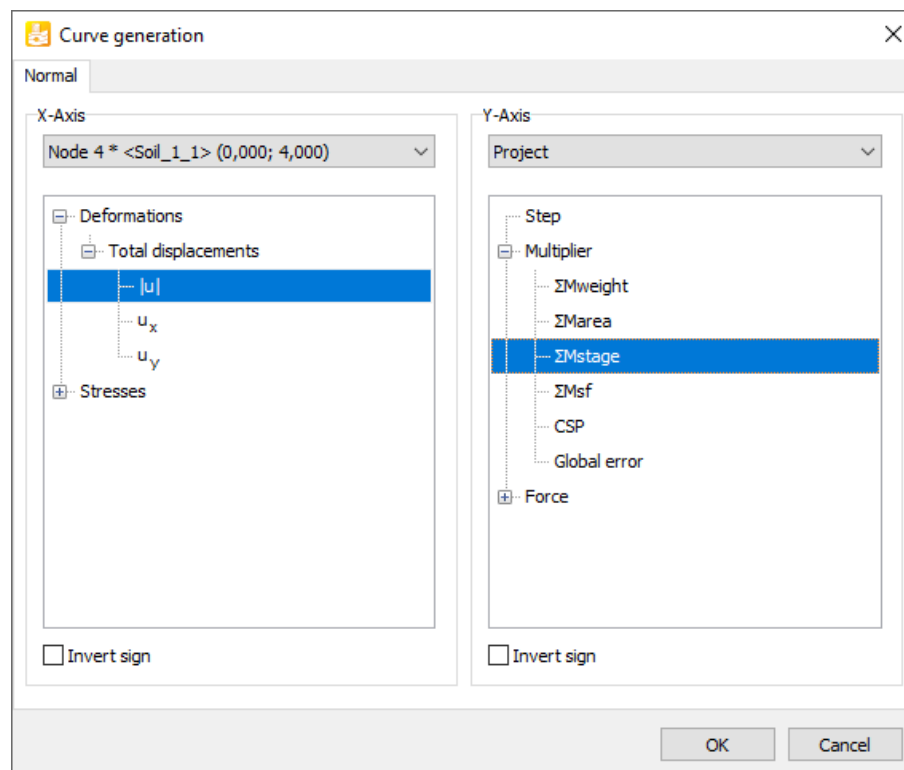 Curve generation
Normal
X-Axis
Node 4 * <Soil_1_1> (0,000; 4,000)
Deformations
Total displacements
|u|
ux
uy
Stresses
Invert sign
Y-Axis
Project
Step
Multiplier
ΣMweight
ΣMarea
ΣMstage
ΣMsf
CSP
Global error
Force
Invert sign
OK
Cancel